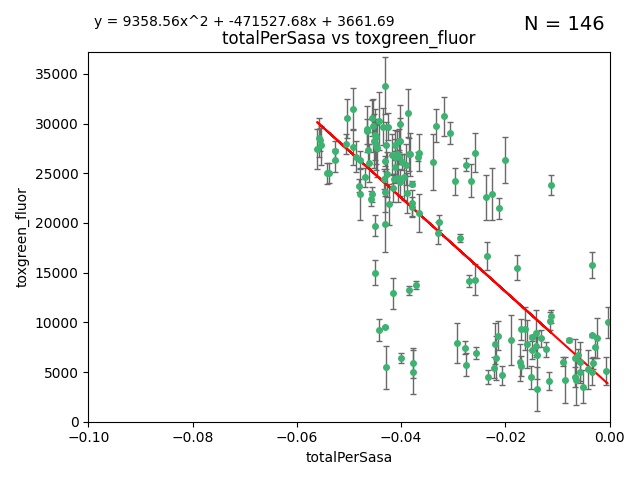 y = 9358.56x^2 + -471527.68x + 3661.69
N = 146
totalPerSasa vs toxgreen_fluor
35000
30000
25000
20000
15000
10000
5000
0
toxgreen_fluor
−0.10
−0.08
−0.06
−0.04
−0.02
0.00
totalPerSasa